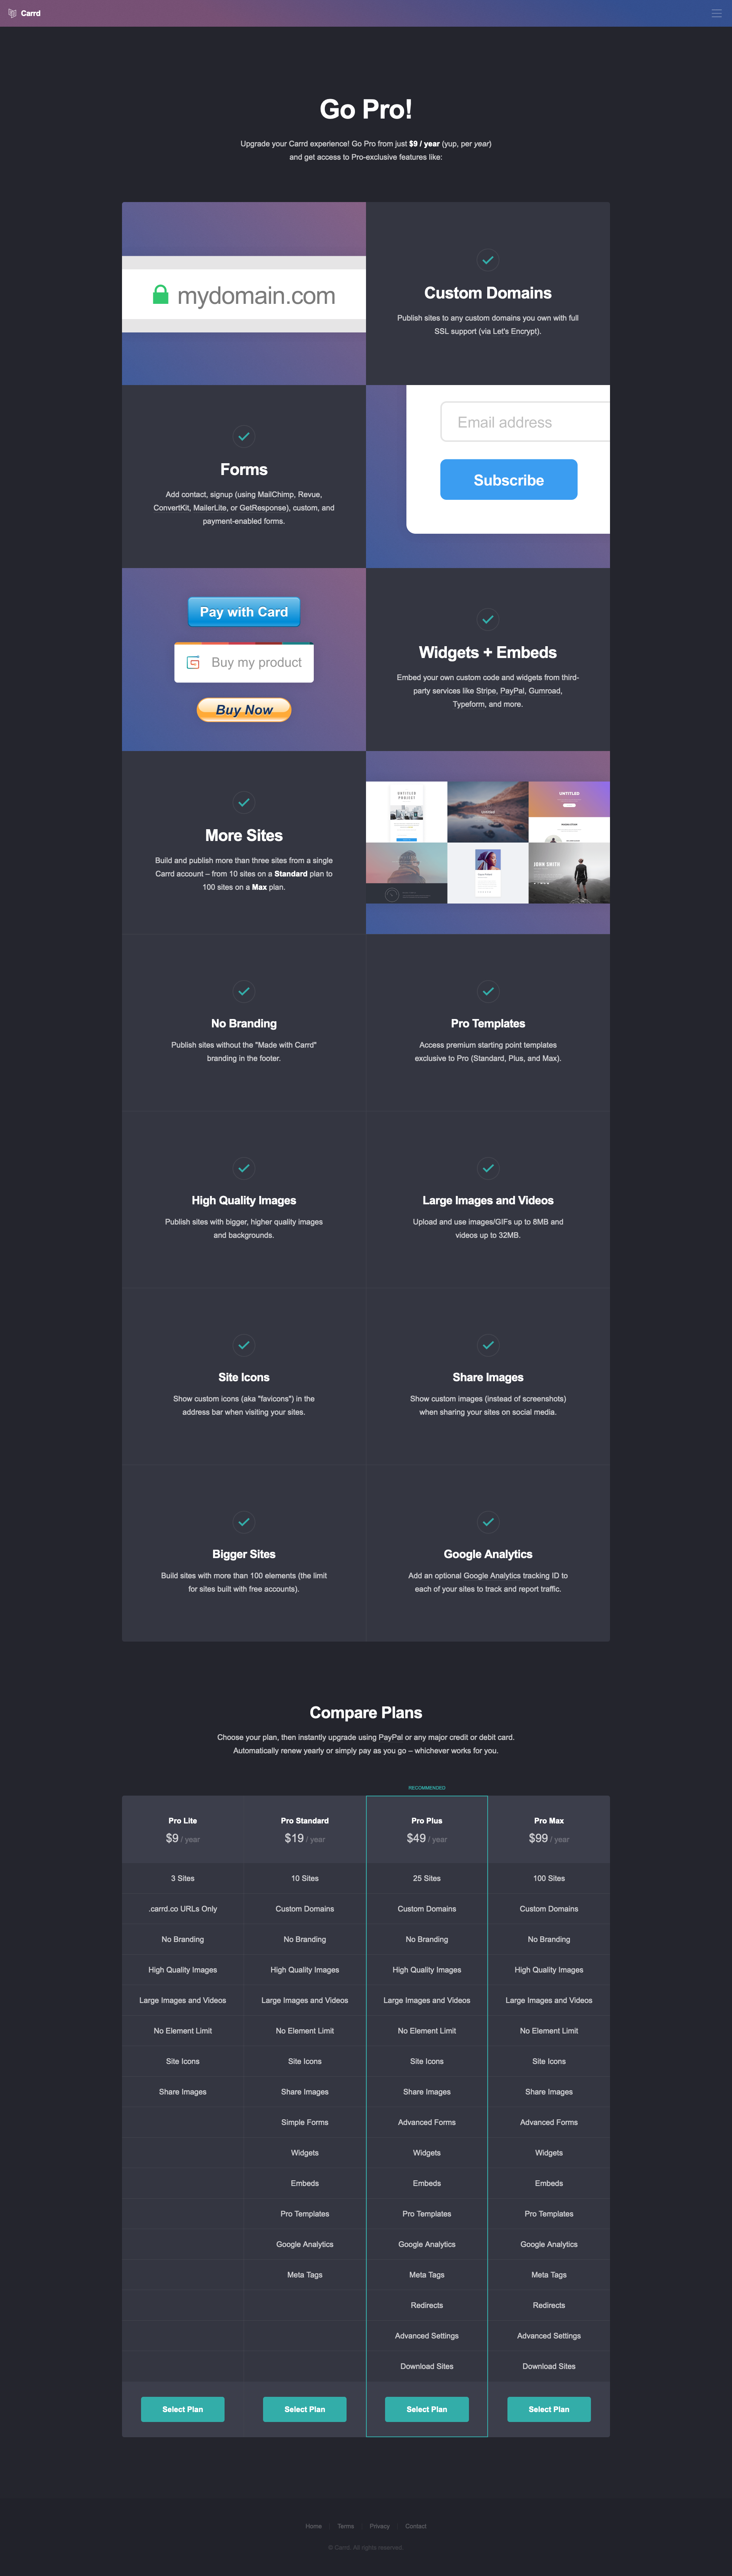 Carrd
Go Pro!
Upgrade your Carrd experience! Go Pro from just $9 / year (yup, per year)
and get access to Pro-exclusive features like:
mydomain.com
Custom Domains
Publish sites to any custom domains you own with full
SSL support (via Let's Encrypt).
Forms
Add contact, signup (using MailChimp, Revue,
ConvertKit, MailerLite, or GetResponse), custom, and
payment-enabled forms.
Email address
Subscribe
Pay with Card
Buy my product
Buy Now
Widgets + Embeds
Embed your own custom code and widgets from third-
party services like Stripe, PayPal, Gumroad,
Typeform, and more.
More Sites
Build and publish more than three sites from a single
Carrd account – from 10 sites on a Standard plan to
100 sites on a Max plan.
UNTITLED
PROJECT
UNTITLED
JOHN SMITH
No Branding
Publish sites without the "Made with Carrd"
branding in the footer.
Pro Templates
Access premium starting point templates
exclusive to Pro (Standard, Plus, and Max).
High Quality Images
Publish sites with bigger, higher quality images
and backgrounds.
Large Images and Videos
Upload and use images/GIFs up to 8MB and
videos up to 32MB.
Site Icons
Show custom icons (aka "favicons") in the
address bar when visiting your sites.
Share Images
Show custom images (instead of screenshots)
when sharing your sites on social media.
Bigger Sites
Build sites with more than 100 elements (the limit
for sites built with free accounts).
Google Analytics
Add an optional Google Analytics tracking ID to
each of your sites to track and report traffic.
Compare Plans
Choose your plan, then instantly upgrade using PayPal or any major credit or debit card.
Automatically renew yearly or simply pay as you go – whichever works for you.
RECOMMENDED
Pro Lite Pro Standard Pro Plus Pro Max
$9 / year $19 / year $49 / year $99 / year
3 Sites 10 Sites 25 Sites 100 Sites
.carrd.co URLs Only Custom Domains Custom Domains Custom Domains
No Branding No Branding No Branding No Branding
High Quality Images High Quality Images High Quality Images High Quality Images
Large Images and Videos Large Images and Videos Large Images and Videos Large Images and Videos
No Element Limit No Element Limit No Element Limit No Element Limit
Site Icons Site Icons Site Icons Site Icons
Share Images Share Images Share Images Share Images
Simple Forms Advanced Forms Advanced Forms
Widgets Widgets Widgets
Embeds Embeds Embeds
Pro Templates Pro Templates Pro Templates
Google Analytics Google Analytics Google Analytics
Meta Tags Meta Tags Meta Tags
Redirects Redirects
Advanced Settings Advanced Settings
Download Sites Download Sites
Select Plan Select Plan Select Plan Select Plan
Home Terms Privacy Contact
© Carrd. All rights reserved.